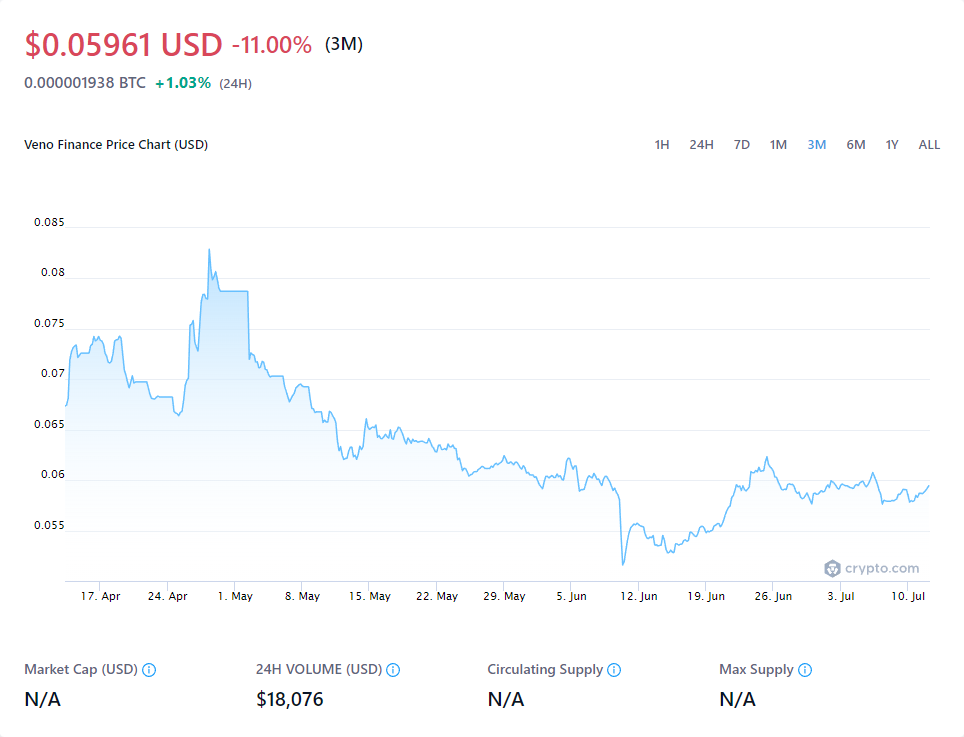 $0.05961 USD -11.00% (3M)
0.000001938 BTC +1.03% (24H)
Veno Finance Price Chart (USD) 1H 24H 7D 1M 3M 6M 1Y ALL
0.085
0.08
0.075
0.07
0.065
0.06
0.055
crypto.com
17. Apr 24. Apr 1. May 8. May 15. May 22. May 29. May 5. Jun 12. Jun 19. Jun 26. Jun 3. Jul 10. Jul
Market Cap (USD) 24H VOLUME (USD) Circulating Supply Max Supply
N/A $18,076 N/A N/A